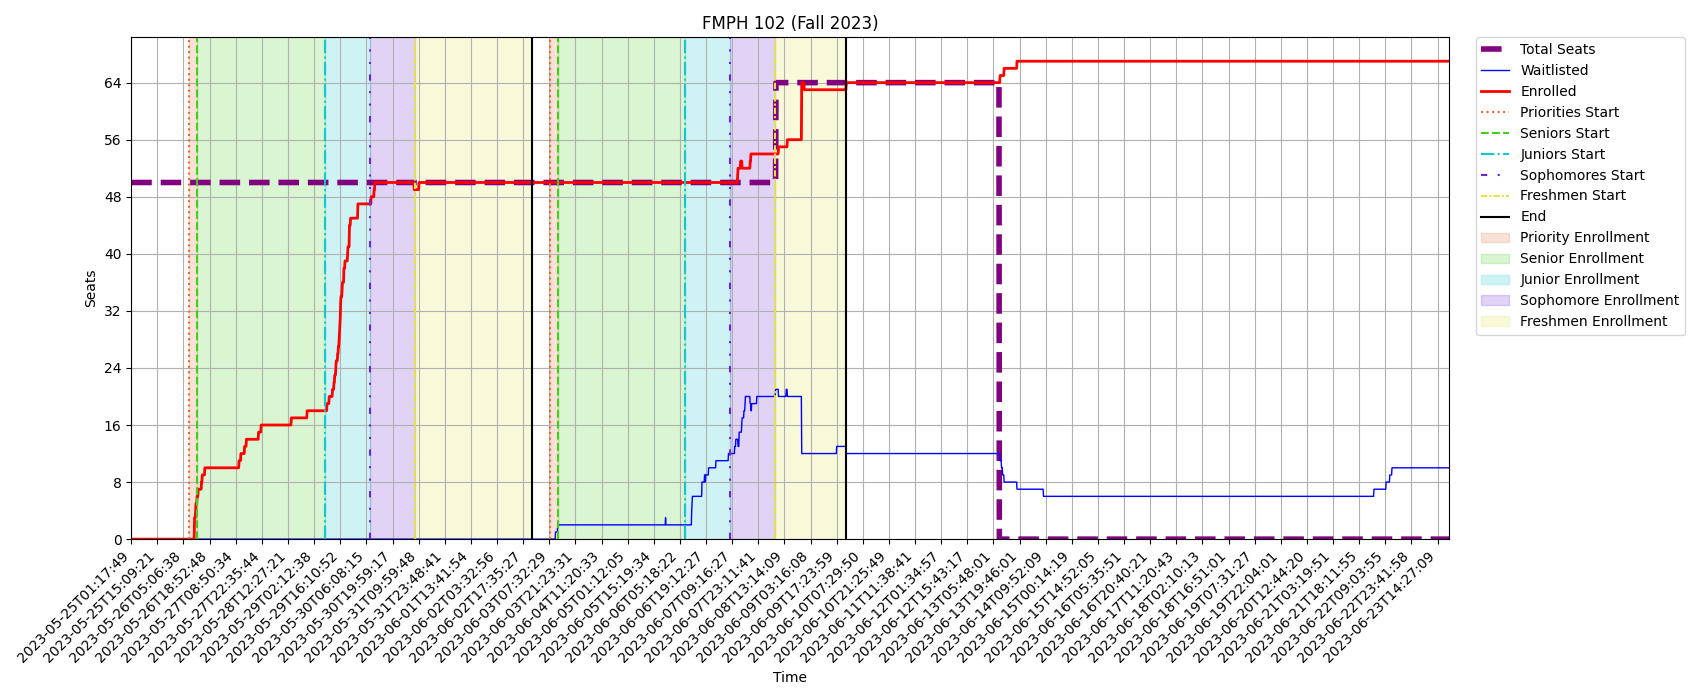 FMPH 102 (Fall 2023)
Seats
64
56
48
40
32
24
16
8
0
2023-05-25T01:17:49
2023-05-25T15:09:21
2023-05-26T05:06:38
2023-05-26T18:52:48
2023-05-27T08:50:34
2023-05-27T22:35:44
2023-05-28T12:27:21
2023-05-29T02:12:38
2023-05-29T16:10:52
2023-05-30T06:08:15
2023-05-30T19:59:17
2023-05-31T09:59:48
2023-05-31T23:48:41
2023-06-01T13:41:54
2023-06-02T03:32:56
2023-06-02T17:35:27
2023-06-03T07:32:29
2023-06-03T21:23:31
2023-06-04T11:20:33
2023-06-05T01:12:05
2023-06-05T15:19:34
2023-06-06T05:18:22
2023-06-06T19:12:27
2023-06-07T09:16:27
2023-06-07T23:11:41
2023-06-08T13:14:09
2023-06-09T03:16:08
2023-06-09T17:23:59
2023-06-10T07:29:50
2023-06-10T21:25:49
2023-06-11T11:38:41
2023-06-12T01:34:57
2023-06-12T15:43:17
2023-06-13T05:48:01
2023-06-13T19:46:01
2023-06-14T09:52:09
2023-06-15T00:14:19
2023-06-15T14:52:05
2023-06-16T05:35:51
2023-06-16T20:40:21
2023-06-17T11:20:43
2023-06-18T02:10:13
2023-06-18T16:51:01
2023-06-19T07:31:27
2023-06-19T22:04:01
2023-06-20T12:44:20
2023-06-21T03:19:51
2023-06-21T18:11:55
2023-06-22T09:03:55
2023-06-22T23:41:58
2023-06-23T14:27:09
Time
Total Seats
Waitlisted
Enrolled
Priorities Start
Seniors Start
Juniors Start
Sophomores Start
Freshmen Start
End
Priority Enrollment
Senior Enrollment
Junior Enrollment
Sophomore Enrollment
Freshmen Enrollment